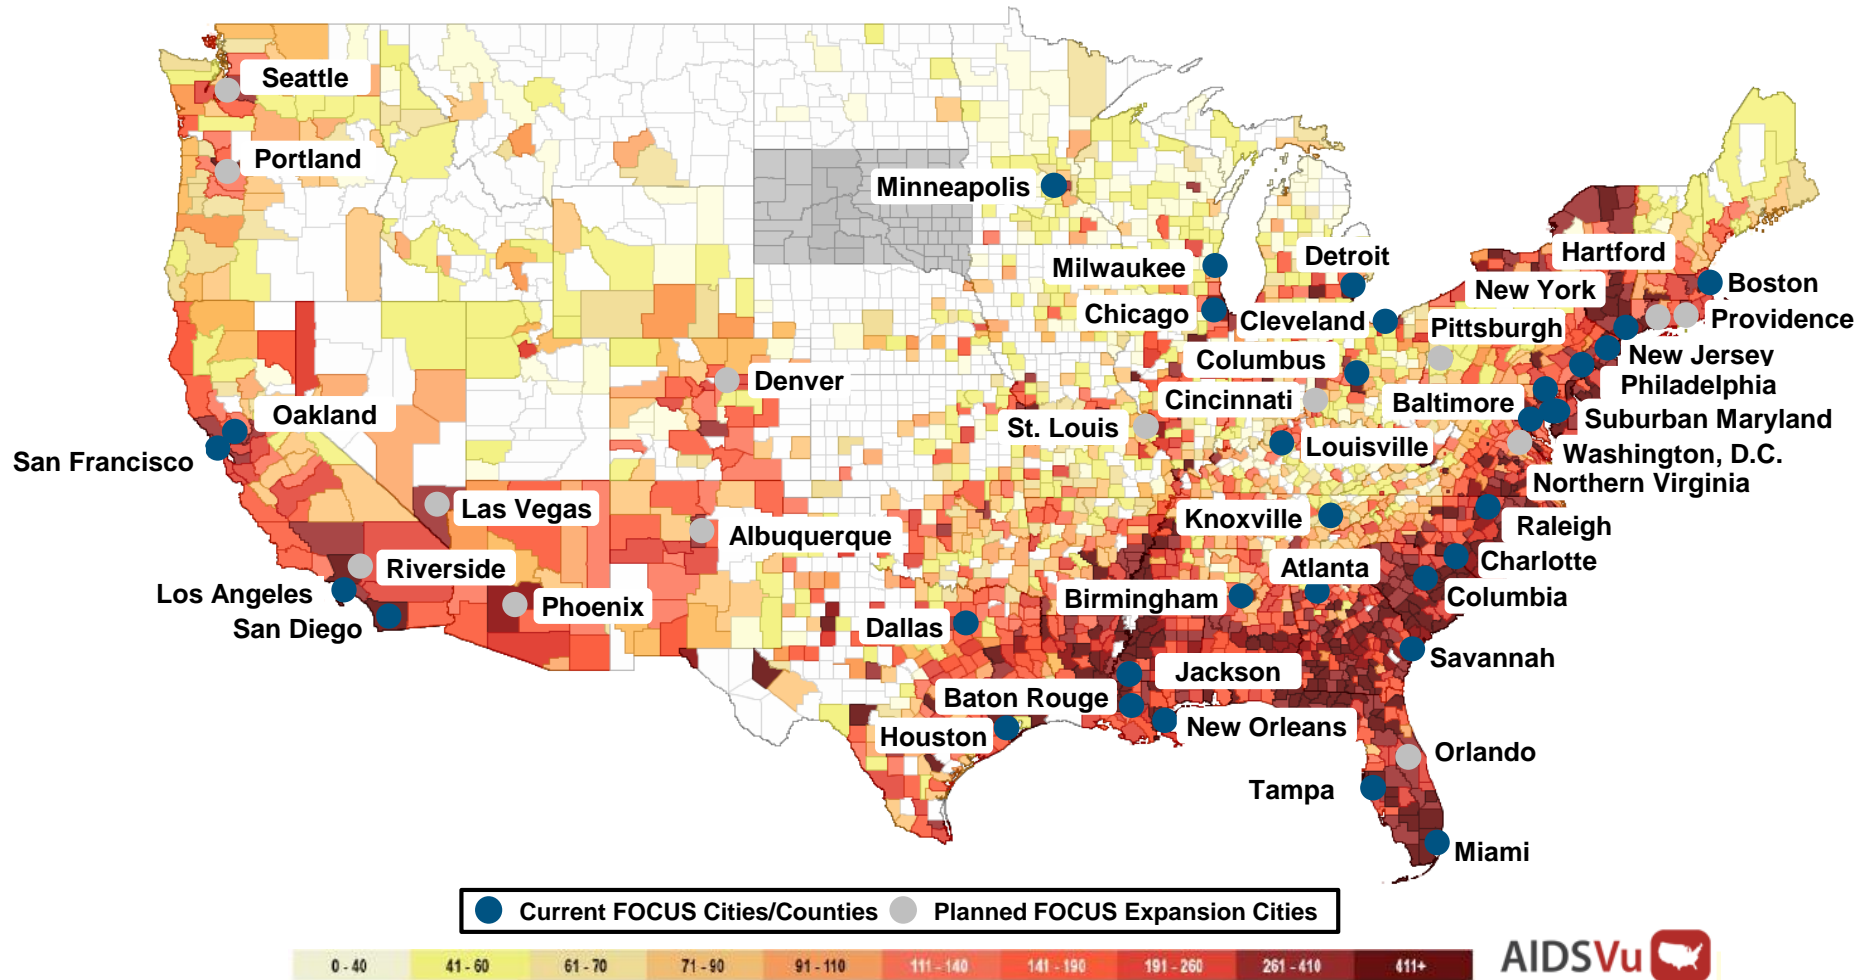 Seattle
Portland
Minneapolis
Detroit
Hartford
Milwaukee
New York
Boston
Chicago
Cleveland
Pittsburgh
Providence
Columbus
New Jersey
Denver
Philadelphia
Cincinnati
Baltimore
Oakland
St. Louis
Suburban Maryland
Louisville
Washington, D.C.
San Francisco
Northern Virginia
Las Vegas
Knoxville
Raleigh
Albuquerque
Riverside
Atlanta
Charlotte
Los Angeles
Phoenix
Birmingham
Columbia
San Diego
Dallas
Savannah
Jackson
Baton Rouge
New Orleans
Houston
Orlando
Tampa
Miami
Current FOCUS Cities/Counties
Planned FOCUS Expansion Cities
0 - 40 41 - 60 61 - 70 71 - 90 91 - 110 111 - 140 141 - 190 191 - 260 261 - 410 411+
AIDSVu